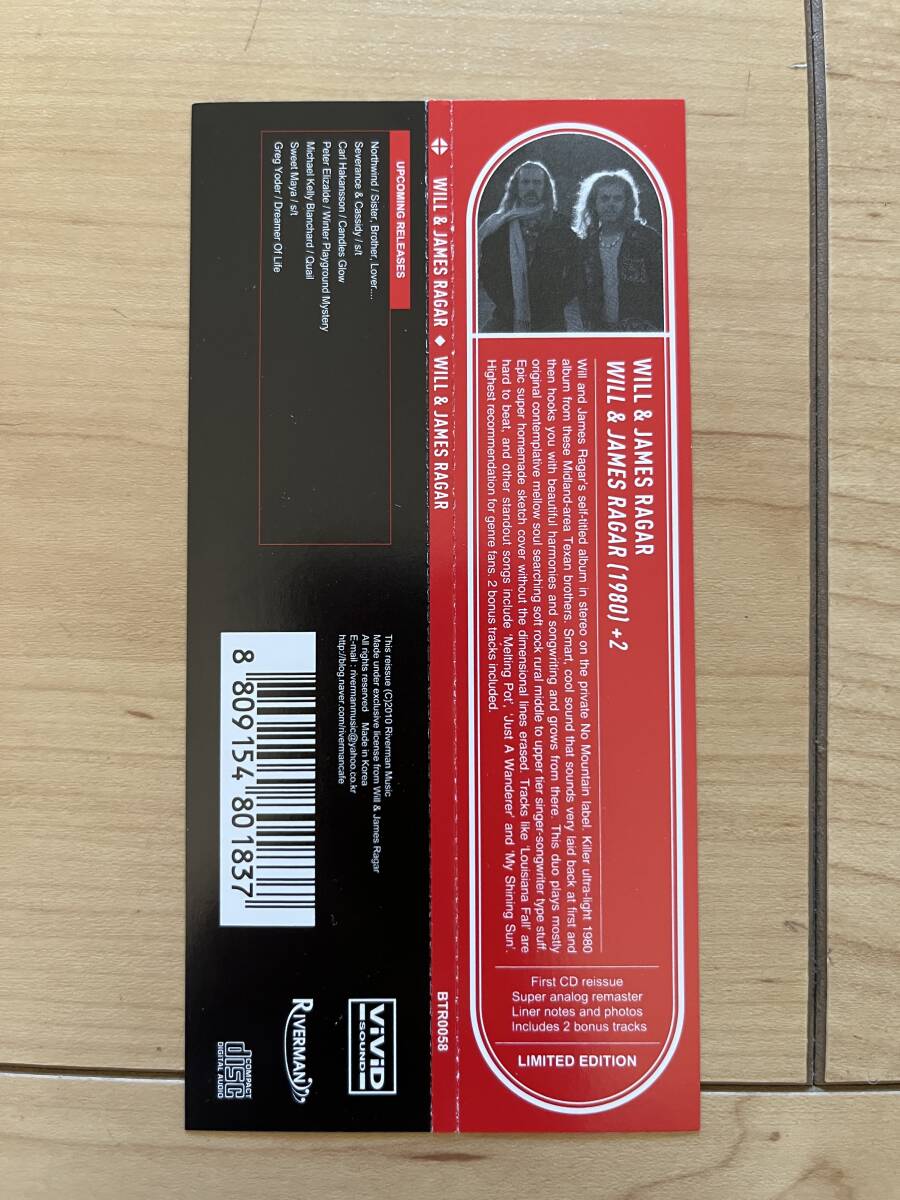 WILL & JAMES RAGAR
WILL & JAMES RAGAR (1980) +2
Will and James Ragar's self-titled album in stereo on the private No Mountain label. Killer ultra-light 1980
album from these Midland-area Texan brothers. Smart, cool sound that sounds very laid back at first and
then hooks you with beautiful harmonies and songwriting and grows from there. This duo plays mostly
original contemplative mellow soul searching soft rock rural middle to upper tier singer-songwriter type stuff.
Epic super homemade sketch cover without the dimensional lines erased. Tracks like 'Louisiana Fall' are
hard to beat, and other standout songs include 'Melting Pot', 'Just A Wanderer' and 'My Shining Sun'.
Highest recommendation for genre fans. 2 bonus tracks included.
First CD reissue
Super analog remaster
Liner notes and photos
Includes 2 bonus tracks
LIMITED EDITION
WILL & JAMES RAGAR ◆ WILL & JAMES RAGAR
BTR0058
UPCOMING RELEASES
Northwind / Sister, Brother, Lover....
Severance & Cassidy / s/t
Carl Hakansson / Candles Glow
Peter Elizalde / Winter Playground Mystery
Michael Kelly Blanchard / Quail
Sweet Maya / s/t
Greg Yoder / Dreamer Of Life
This reissue (C)2010 Riverman Music
Made under exclusive license from Will & James Ragar
All rights reserved Made in Korea
E-mail : rivermanmusic@yahoo.co.kr
http://blog.naver.com/rivermancafe
8 809154 801837
ViViD
SOUND
RIVERMAN
COMPACT
disc
DIGITAL AUDIO